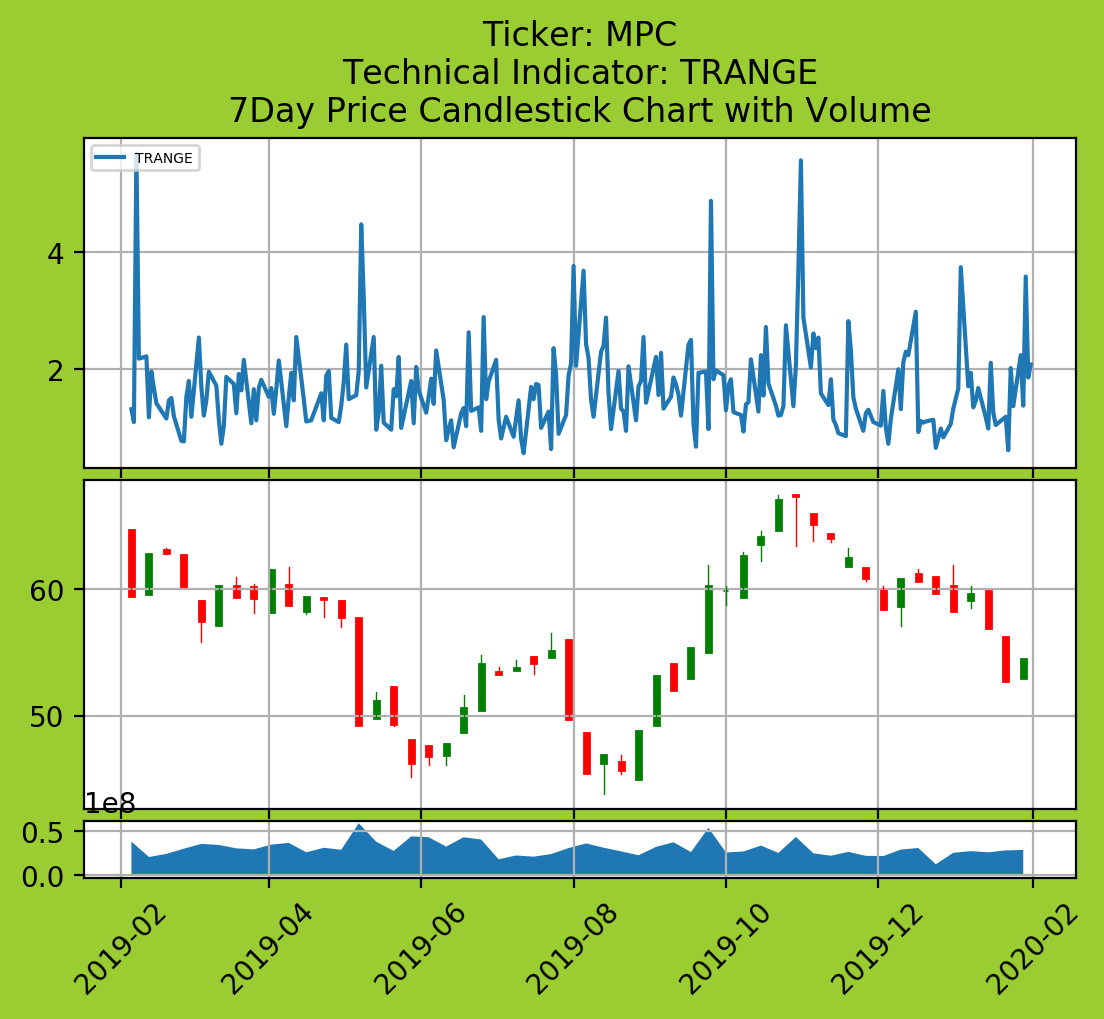 Ticker: MPC
Technical Indicator: TRANGE
7Day Price Candlestick Chart with Volume
TRANGE
4
2
60
50
1e8
0.5
0.0
2019-02
2019-04
2019-06
2019-08
2019-10
2019-12
2020-02